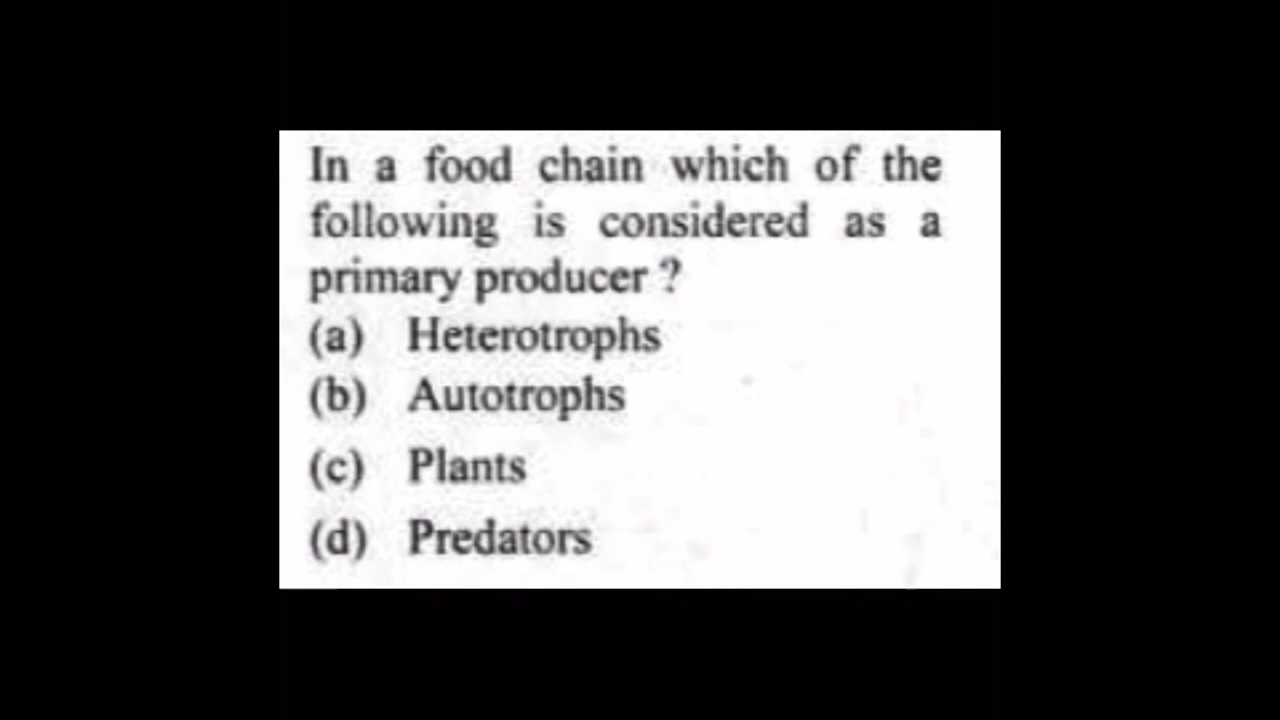 In a food chain which of the
following is considered as a
primary producer ?
(a) Heterotrophs
(b) Autotrophs
(c) Plants
(d) Predators